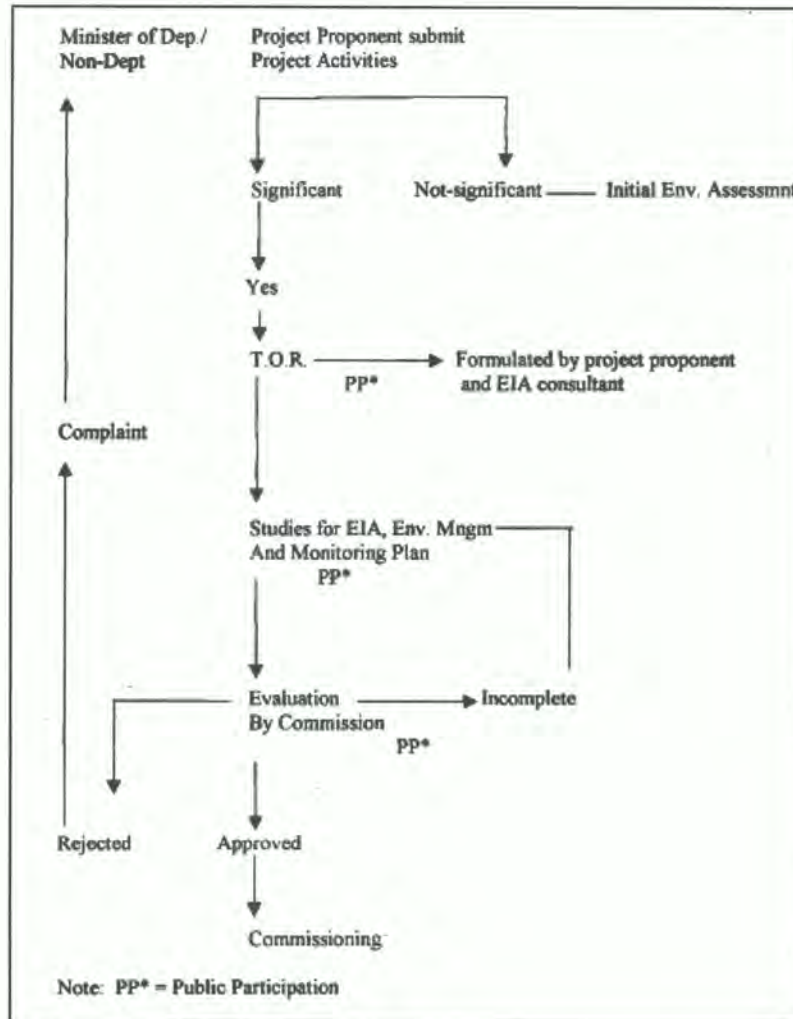 Minister of Dep./
Non-Dept
Project Proponent submit
Project Activities
Significant
Not-significant
Initial Env. Assessmnt
Yes
T.O.R.
PP*
Formulated by project proponent
and EIA consultant
Complaint
Studies for EIA, Env. Mngm
And Monitoring Plan
PP*
Evaluation
By Commission
Incomplete
PP*
Rejected
Approved
Commissioning
Note: PP* = Public Participation